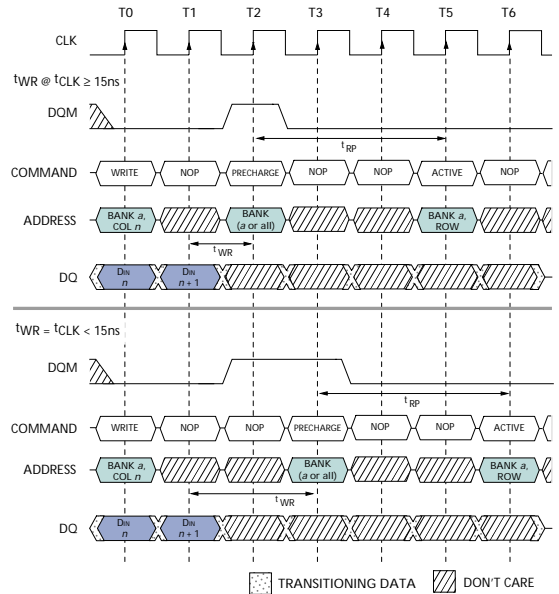 T0 T1 T2 T3 T4 T5 T6
CLK
tWR @ tCLK ≥ 15ns
DQM
tRP
COMMAND WRITE NOP PRECHARGE NOP NOP ACTIVE NOP
ADDRESS BANK a, COL n BANK (a or all) BANK a, ROW
tWR
DQ DIN n DIN n + 1
tWR = tCLK < 15ns
DQM
tRP
COMMAND WRITE NOP NOP PRECHARGE NOP NOP ACTIVE
ADDRESS BANK a, COL n BANK (a or all) BANK a, ROW
tWR
DQ DIN n DIN n + 1
TRANSITIONING DATA DON'T CARE